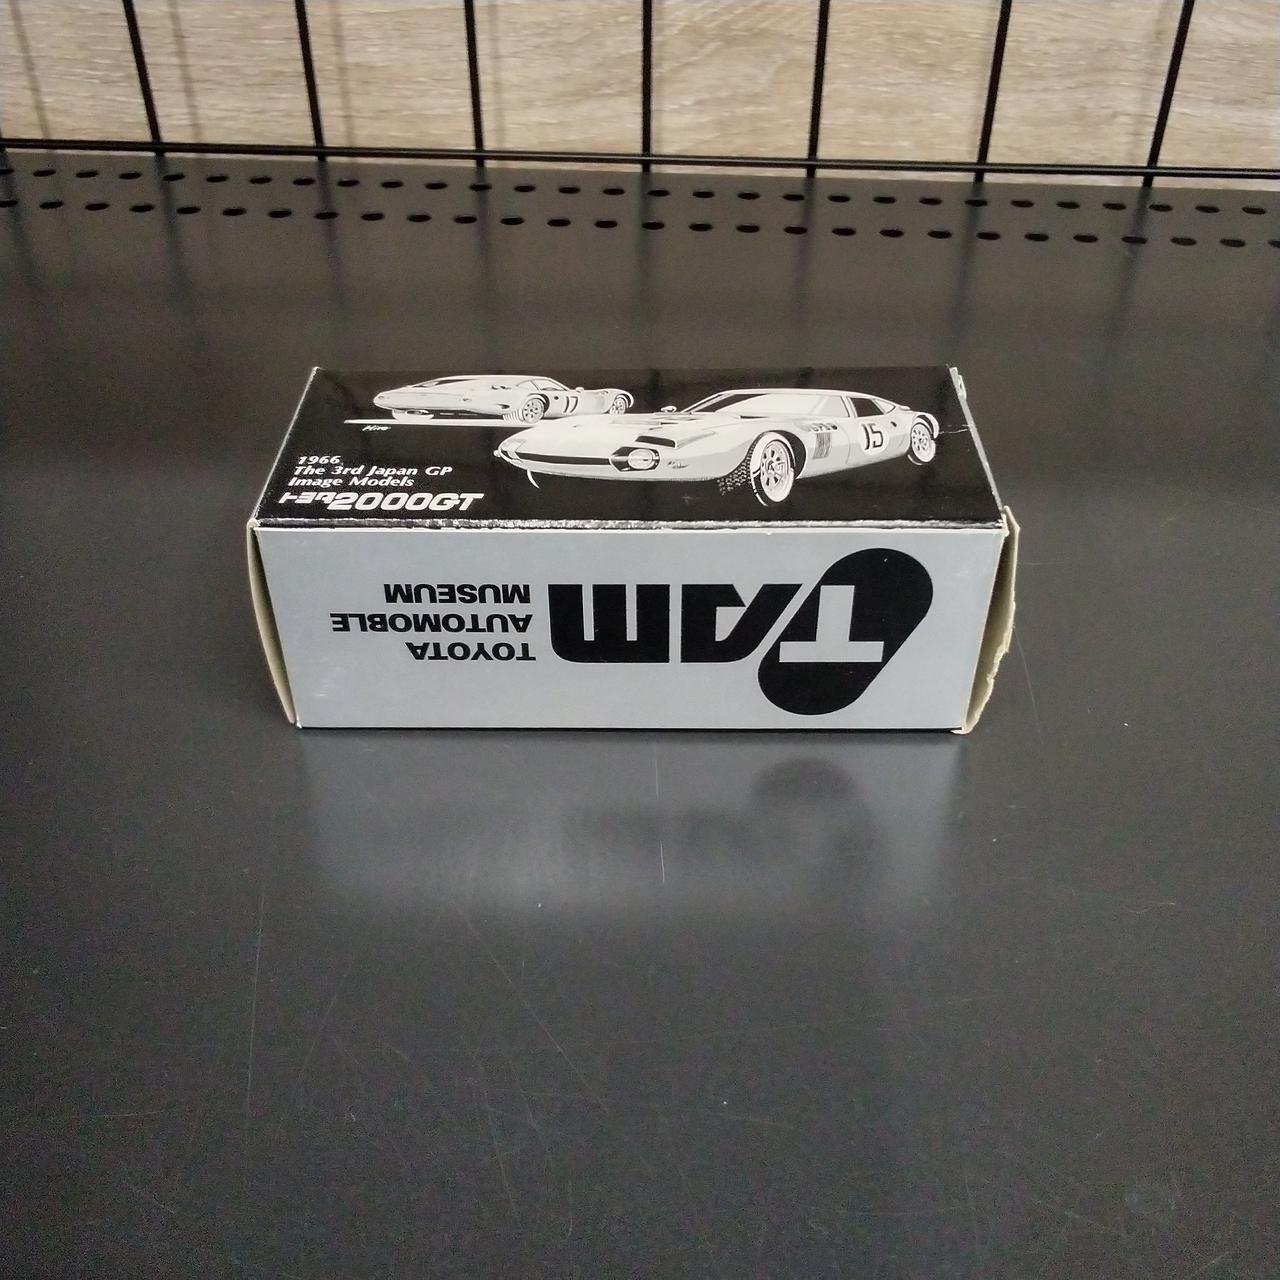 Hiro
17
15
1966
The 3rd Japan GP
Image Models
トヨタ2000GT
TAM
TOYOTA
AUTOMOBLE
MUSEUM